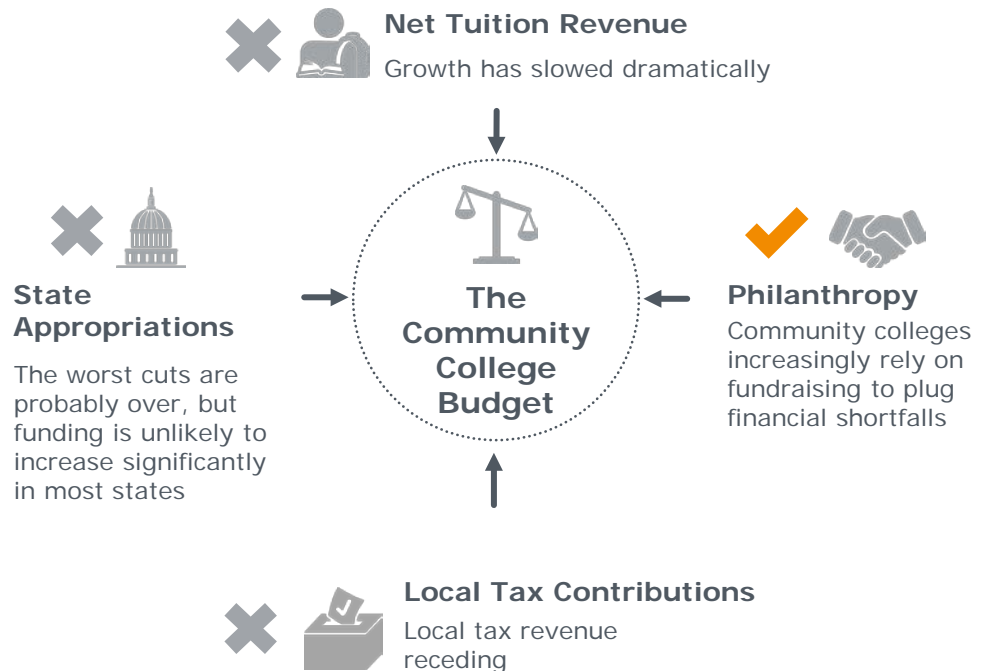 Net Tuition Revenue
Growth has slowed dramatically
State
Appropriations
The worst cuts are
probably over, but
funding is unlikely to
increase significantly
in most states
The
Community
College
Budget
Philanthropy
Community colleges
increasingly rely on
fundraising to plug
financial shortfalls
Local Tax Contributions
Local tax revenue
receding